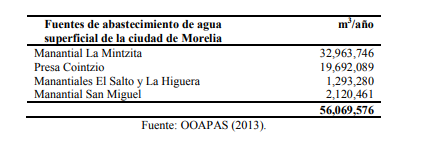 Fuentes de abastecimiento de agua m³/año
superficial de la ciudad de Morelia
Manantial La Mintzita 32,963,746
Presa Cointzio 19,692,089
Manantiales El Salto y La Higuera 1,293,280
Manantial San Miguel 2,120,461
56,069,576
Fuente: OOAPAS (2013).